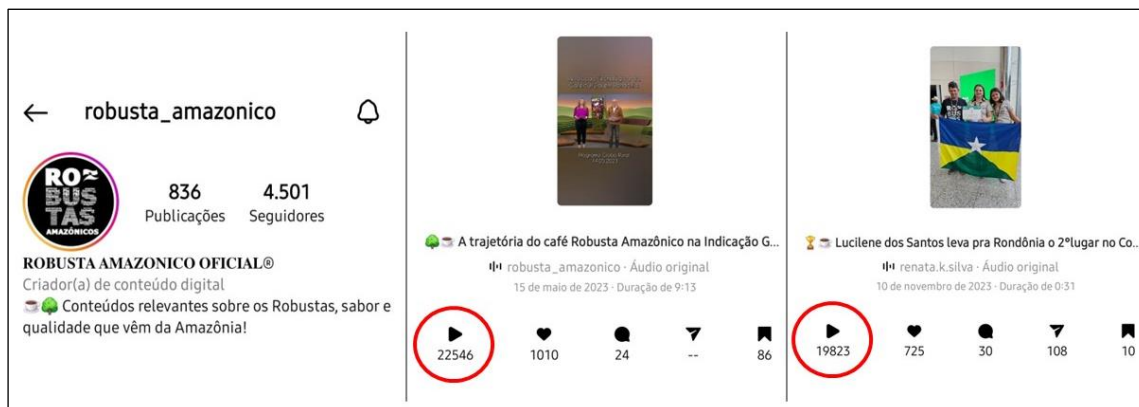 robusta_amazonico
RO~
BUS
TAS
AMAZÔNICOS
836
Publicações
4.501
Seguidores
ROBUSTA AMAZONICO OFICIAL®
Criador(a) de conteúdo digital
☕🌳 Conteúdos relevantes sobre os Robustas, sabor e
qualidade que vêm da Amazônia!
🌳☕ A trajetória do café Robusta Amazônico na Indicação G...
robusta_amazonico · Áudio original
15 de maio de 2023 · Duração de 9:13
22546
1010
24
--
86
🏆☕ Lucilene dos Santos leva pra Rondônia o 2°lugar no Co...
renata.k.silva · Áudio original
10 de novembro de 2023 · Duração de 0:31
19823
725
30
108
10